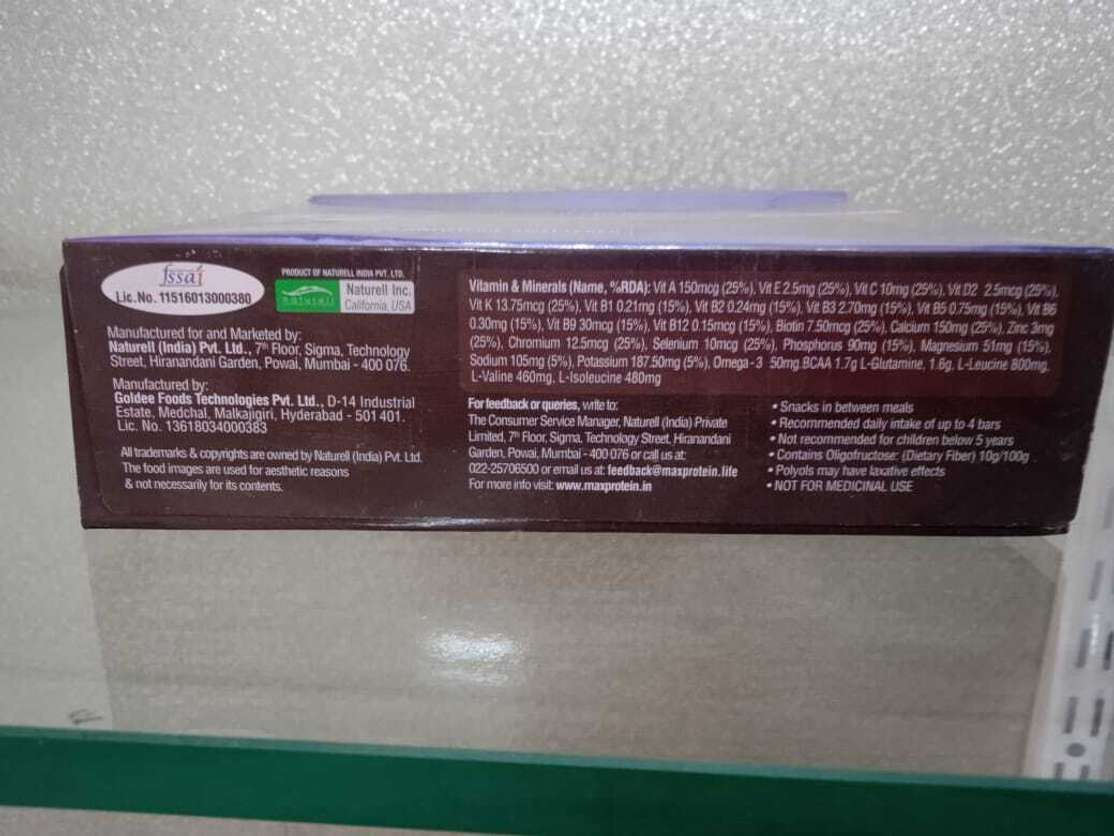 fssai
Lic. No. 11516013000380
PRODUCT OF NATURELL INDIA PVT. LTD.
naturell
Naturell Inc.
California, USA
Manufactured for and Marketed by:
Naturell (India) Pvt. Ltd., 7th Floor, Sigma, Technology
Street, Hiranandani Garden, Powai, Mumbai - 400 076.
Manufactured by:
Goldee Foods Technologies Pvt. Ltd., D-14 Industrial
Estate, Medchal, Malkajigiri, Hyderabad - 501 401.
Lic. No. 13618034000383
All trademarks & copyrights are owned by Naturell (India) Pvt. Ltd.
The food images are used for aesthetic reasons
& not necessarily for its contents.
Vitamin & Minerals (Name, %RDA): Vit A 150mcg (25%), Vit E 2.5mg (25%), Vit C 10mg (25%), Vit D2 2.5mcg (25%),
Vit K 13.75mcg (25%), Vit B1 0.21mg (15%), Vit B2 0.24mg (15%), Vit B3 2.70mg (15%), Vit B5 0.75mg (15%), Vit B6
0.30mg (15%), Vit B9 30mcg (15%), Vit B12 0.15mcg (15%), Biotin 7.50mcg (25%), Calcium 150mg (25%), Zinc 3mg
(25%), Chromium 12.5mcg (25%), Selenium 10mcg (25%), Phosphorus 90mg (15%), Magnesium 51mg (15%),
Sodium 105mg (5%), Potassium 187.50mg (5%), Omega - 3 50mg BCAA 1.7g L-Glutamine, 1.6g, L-Leucine 800mg,
L-Valine 460mg, L-Isoleucine 480mg
For feedback or queries, write to:
The Consumer Service Manager, Naturell (India) Private
Limited, 7th Floor, Sigma, Technology Street, Hiranandani
Garden, Powai, Mumbai - 400 076 or call us at:
022-25706500 or email us at: feedback@maxprotein.life
For more info visit: www.maxprotein.in
• Snacks in between meals
• Recommended daily intake of up to 4 bars
• Not recommended for children below 5 years
• Contains Oligofructose: (Dietary Fiber) 10g/100g
• Polyols may have laxative effects
• NOT FOR MEDICINAL USE